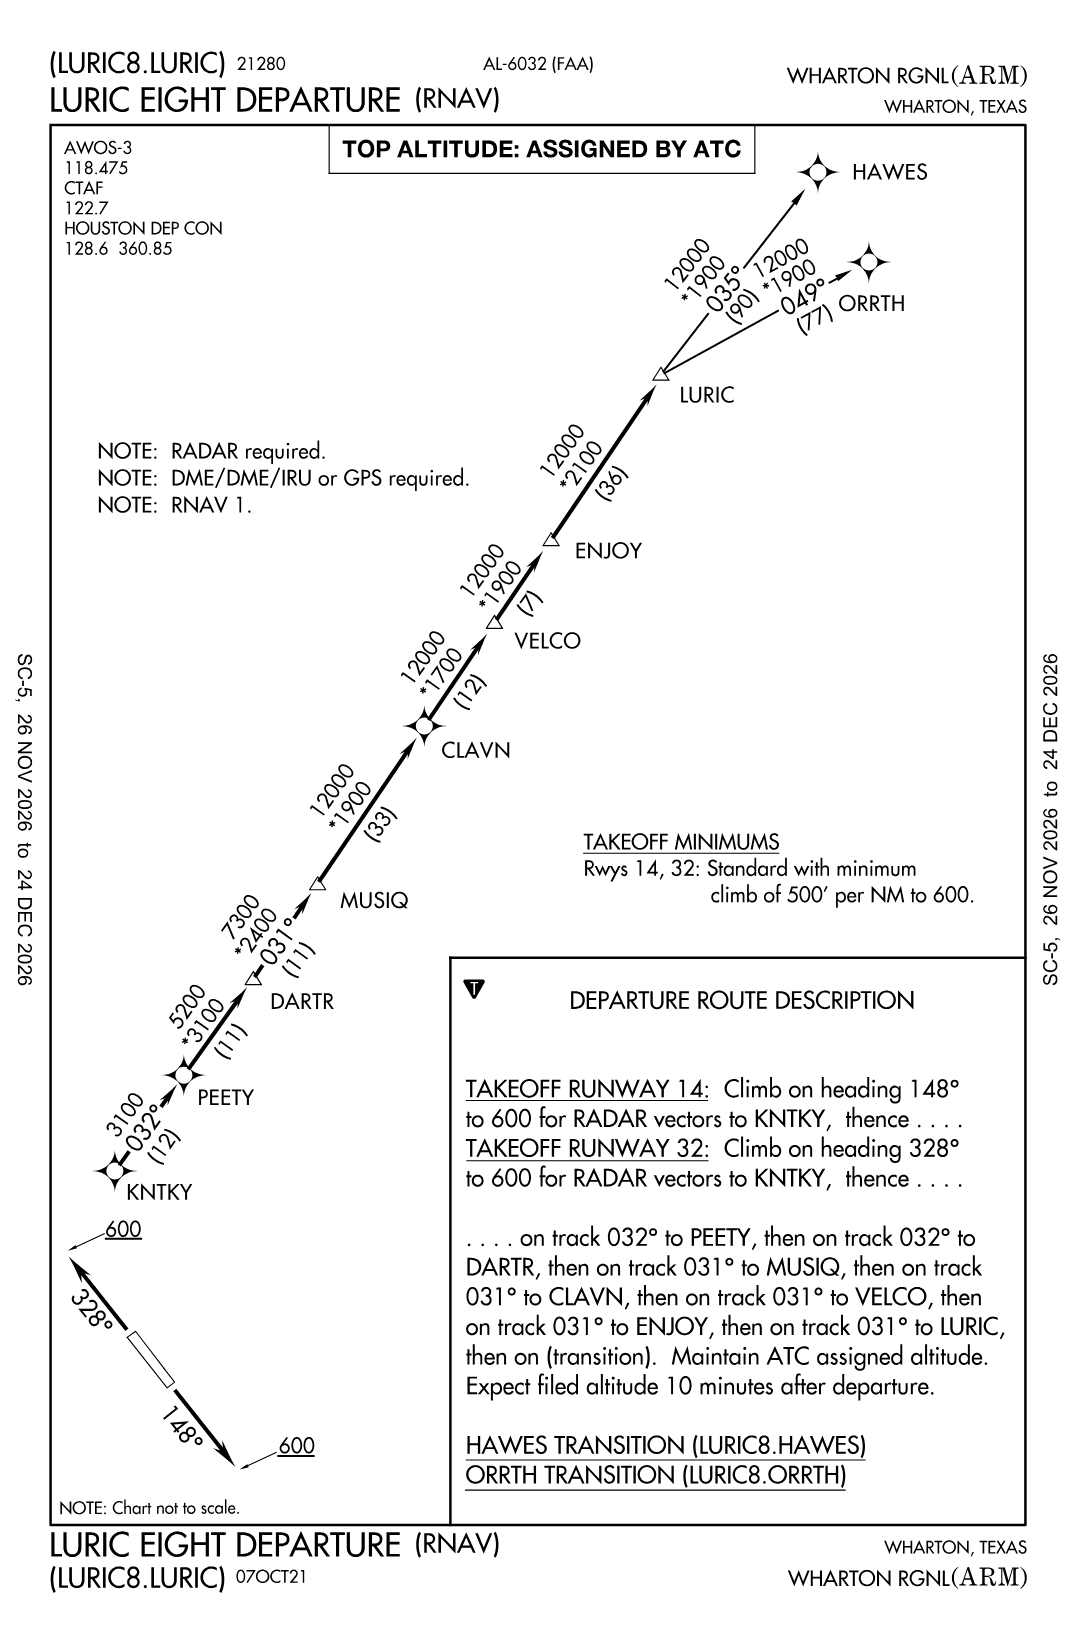 (LURIC8.LURIC) 21280
AL-6032 (FAA)
WHARTON RGNL(ARM)
LURIC EIGHT DEPARTURE (RNAV)
WHARTON, TEXAS
TOP ALTITUDE: ASSIGNED BY ATC
AWOS-3
118.475
CTAF
122.7
HOUSTON DEP CON
128.6 360.85
HAWES
12000
*1900
035°
(90)
12000
*1900
049°
(77)
ORRTH
LURIC
12000
*2100
(36)
NOTE: RADAR required.
NOTE: DME/DME/IRU or GPS required.
NOTE: RNAV 1.
ENJOY
12000
*1900
(7)
VELCO
12000
*1700
(12)
CLAVN
12000
*1900
(33)
TAKEOFF MINIMUMS
Rwys 14, 32: Standard with minimum
climb of 500' per NM to 600.
MUSIQ
7300
*2400
031°
(11)
DARTR
5200
*3100
(11)
PEETY
3100
032°
(12)
KNTKY
600
328°
148°
600
NOTE: Chart not to scale.
T
DEPARTURE ROUTE DESCRIPTION
TAKEOFF RUNWAY 14: Climb on heading 148°
to 600 for RADAR vectors to KNTKY, thence . . . .
TAKEOFF RUNWAY 32: Climb on heading 328°
to 600 for RADAR vectors to KNTKY, thence . . . .
. . . . on track 032° to PEETY, then on track 032° to
DARTR, then on track 031° to MUSIQ, then on track
031° to CLAVN, then on track 031° to VELCO, then
on track 031° to ENJOY, then on track 031° to LURIC,
then on (transition). Maintain ATC assigned altitude.
Expect filed altitude 10 minutes after departure.
HAWES TRANSITION (LURIC8.HAWES)
ORRTH TRANSITION (LURIC8.ORRTH)
SC-5, 26 NOV 2026 to 24 DEC 2026
SC-5, 26 NOV 2026 to 24 DEC 2026
LURIC EIGHT DEPARTURE (RNAV)
WHARTON, TEXAS
(LURIC8.LURIC) 07OCT21
WHARTON RGNL(ARM)